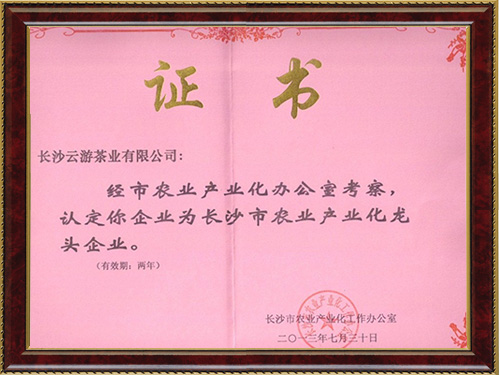 证书
长沙云游茶业有限公司：
经市农业产业化办公室考察，
认定你企业为长沙市农业产业化龙
头企业。
（有效期：两年）
长沙市农业产业化工作办公室
二〇一三年七月三十日